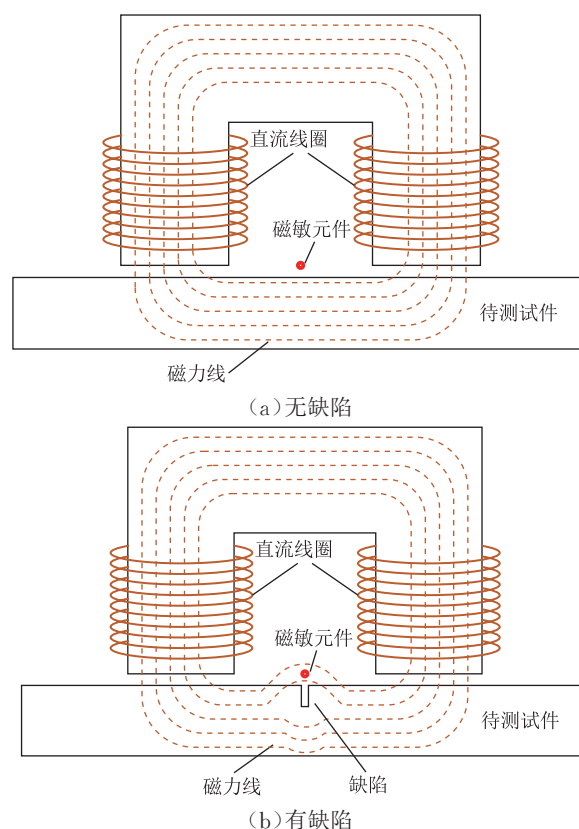 直流线圈
磁敏元件
待测试件
磁力线
(a)无缺陷
直流线圈
磁敏元件
待测试件
磁力线
缺陷
(b)有缺陷